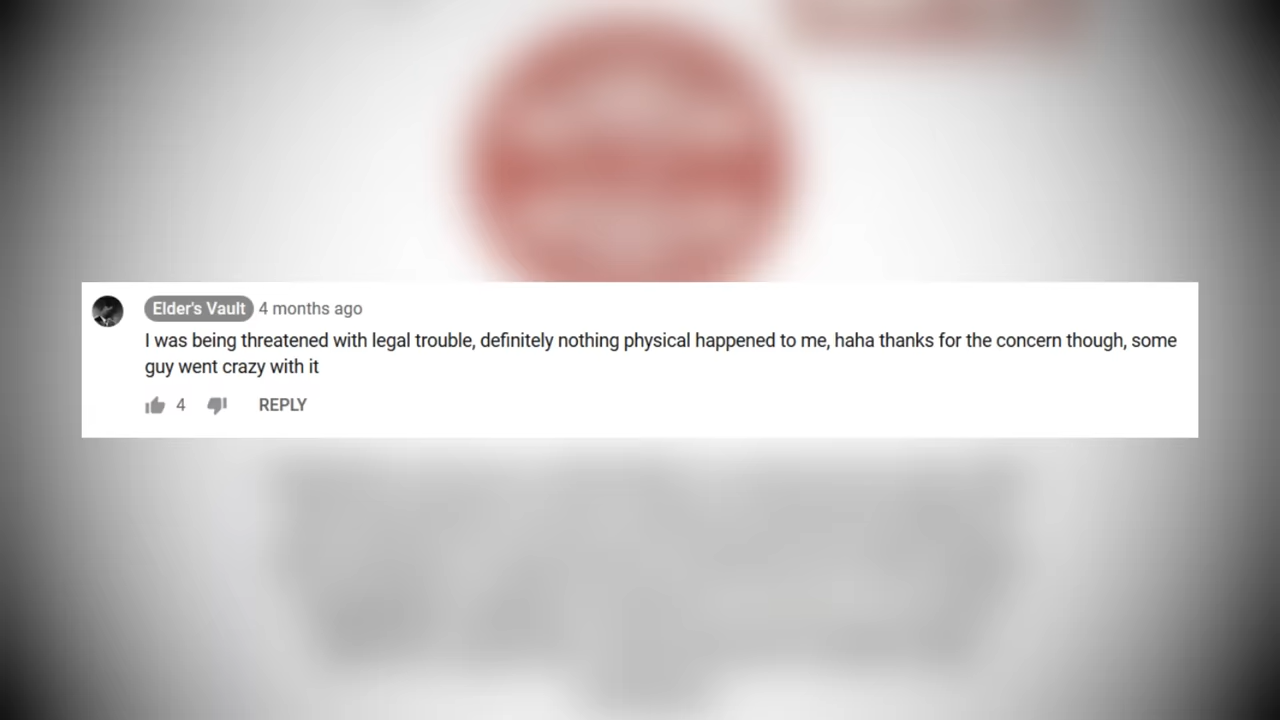 Elder's Vault 4 months ago
I was being threatened with legal trouble, definitely nothing physical happened to me, haha thanks for the concern though, some
guy went crazy with it
4 REPLY